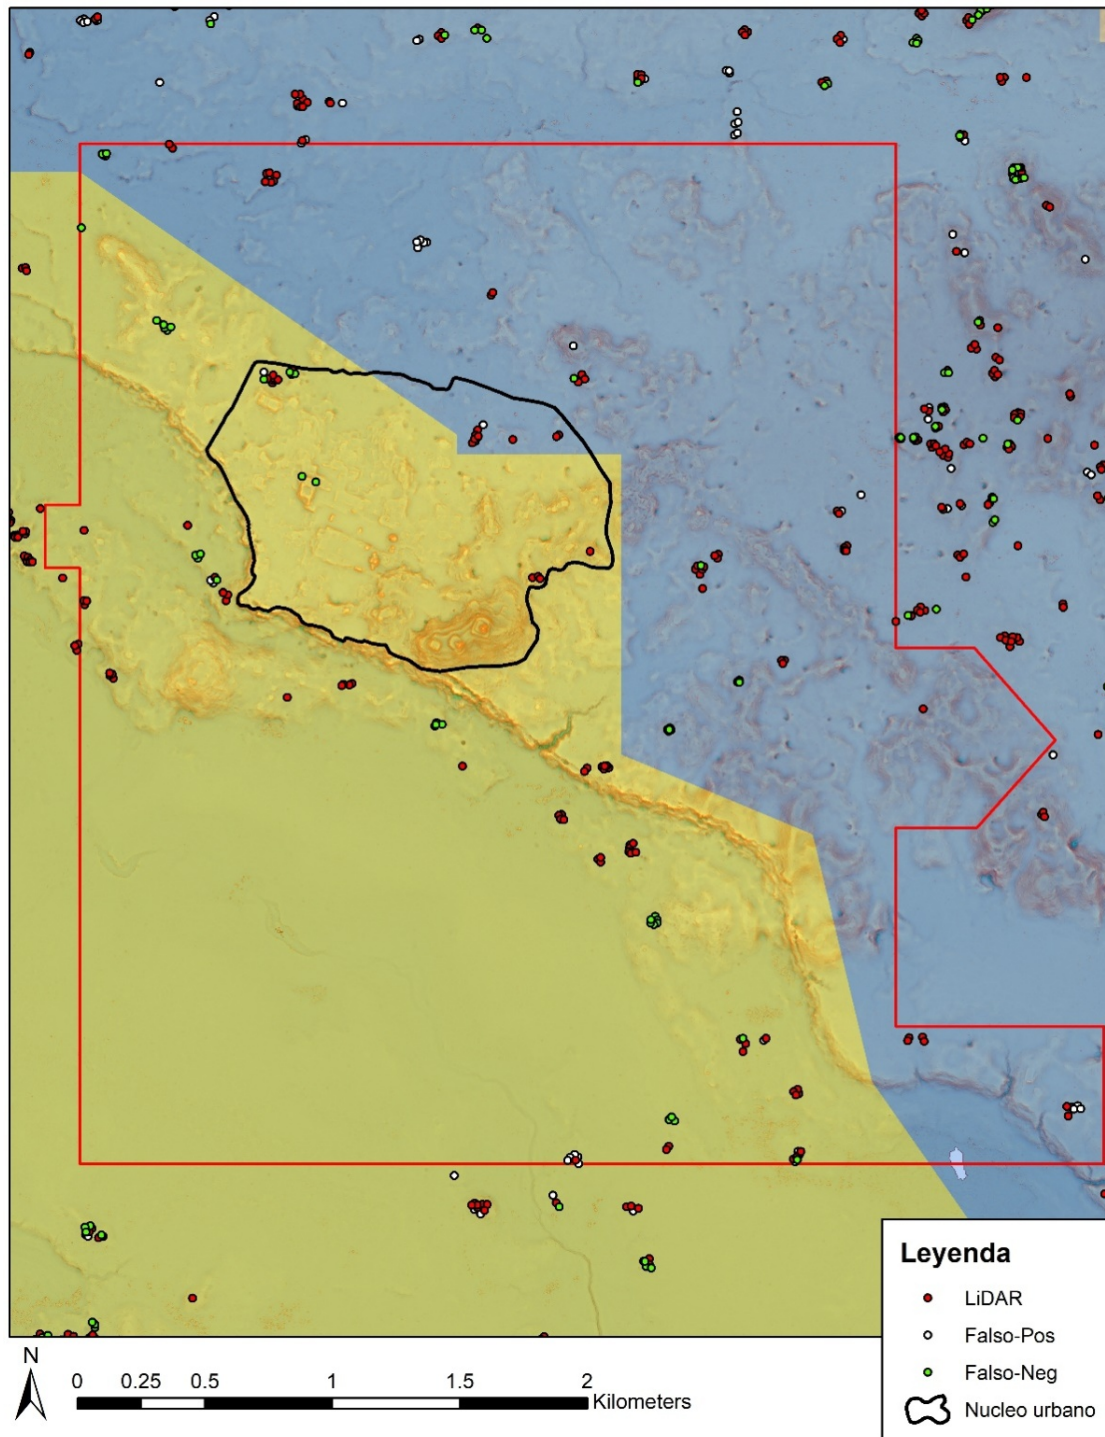 Leyenda
LiDAR
Falso-Pos
Falso-Neg
Nucleo urbano
N
0 0.25 0.5 1 1.5 2
Kilometers